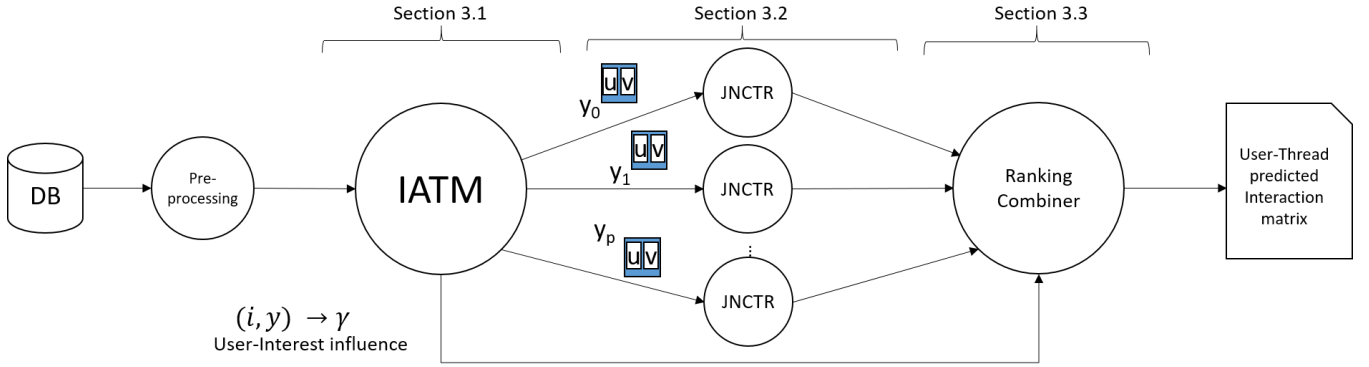 Section 3.1
Section 3.2
Section 3.3
DB
Pre-
processing
IATM
y0
u v
y1
u v
yp
u v
JNCTR
JNCTR
⋮
JNCTR
Ranking
Combiner
User-Thread
predicted
Interaction
matrix
(i, y) → γ
User-Interest influence